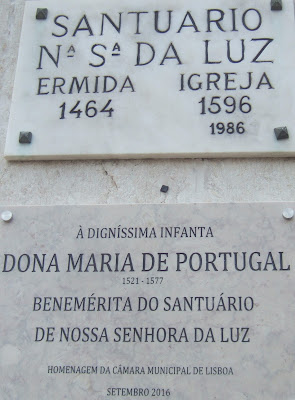 SANTUARIO
Nª Sª DA LUZ
ERMIDA IGREJA
1464 1596
1986
À DIGNÍSSIMA INFANTA
DONA MARIA DE PORTUGAL
1521 - 1577
BENEMÉRITA DO SANTUÁRIO
DE NOSSA SENHORA DA LUZ
HOMENAGEM DA CÂMARA MUNICIPAL DE LISBOA
SETEMBRO 2016